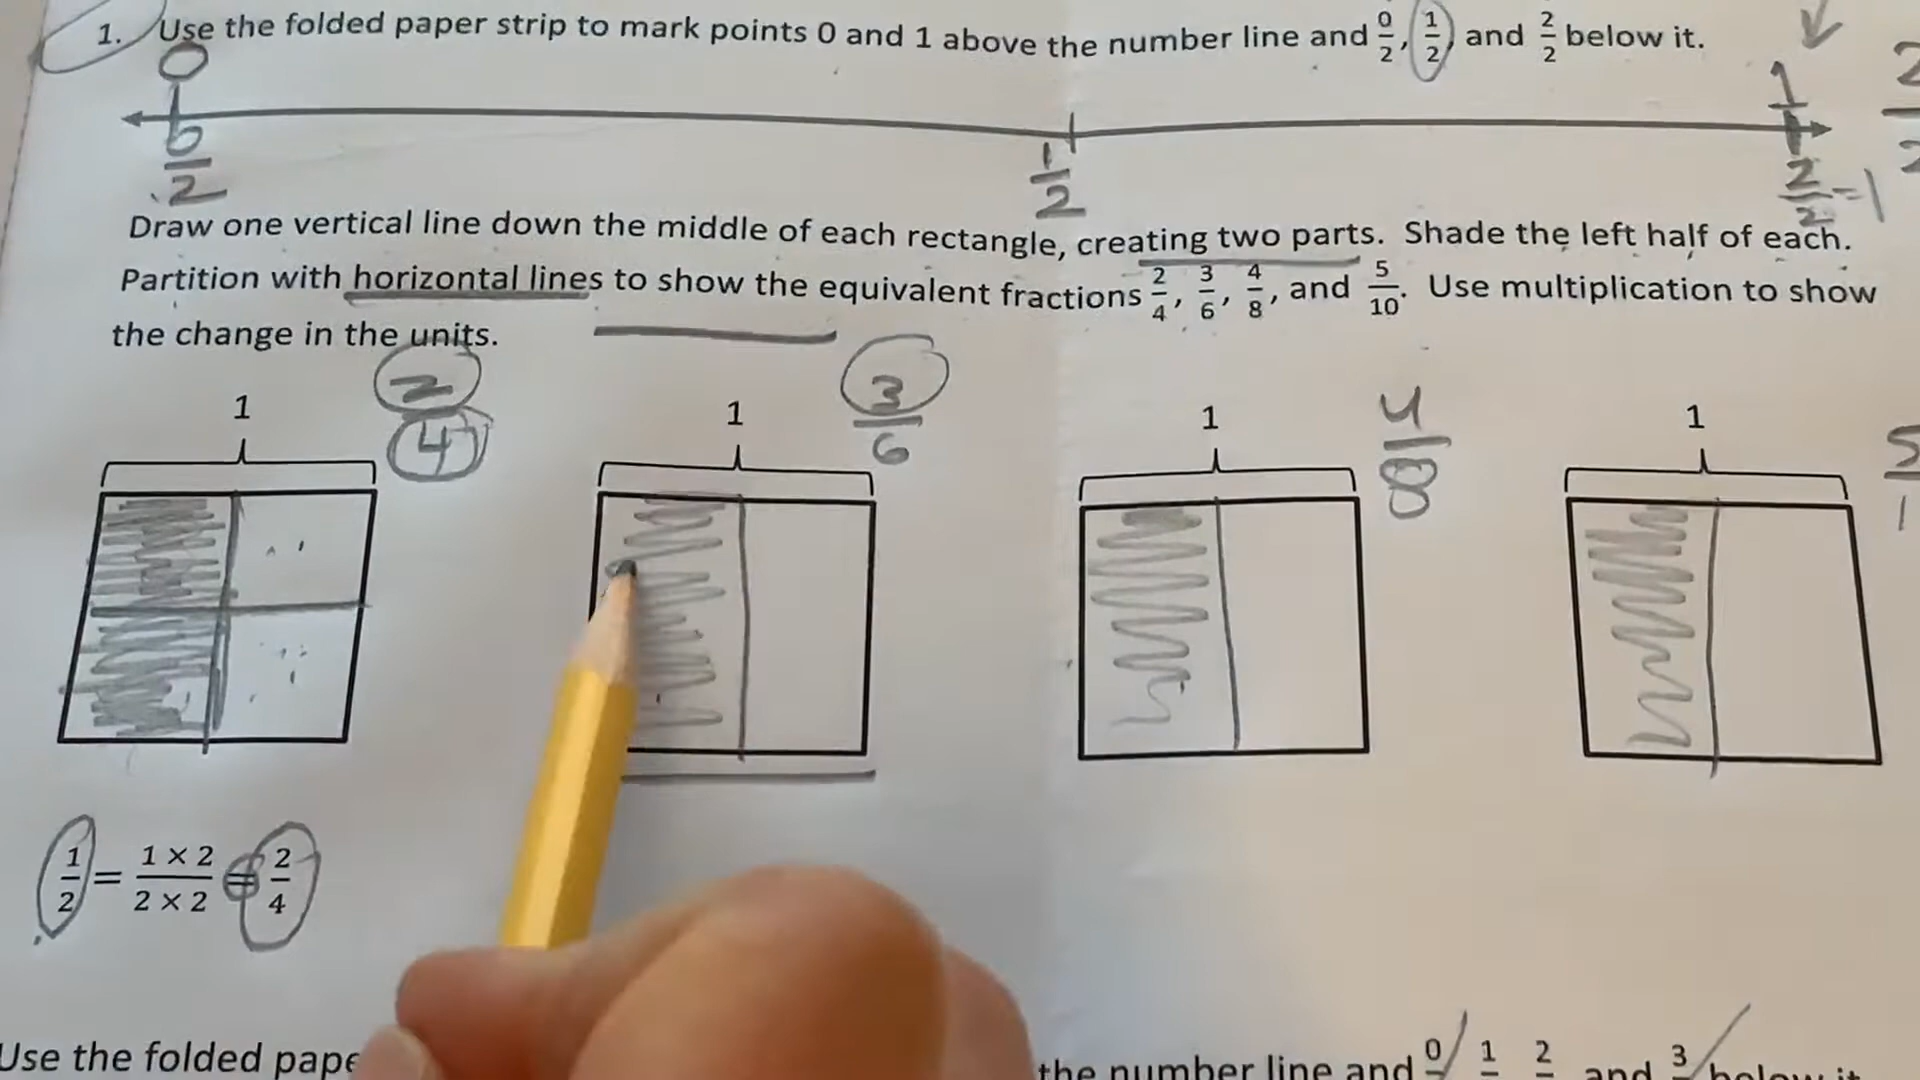 1. Use the folded paper strip to mark points 0 and 1 above the number line and 0/2, 1/2, and 2/2 below it.
0 1
0/2 1/2 2/2 = 1
Draw one vertical line down the middle of each rectangle, creating two parts. Shade the left half of each.
Partition with horizontal lines to show the equivalent fractions 2/4, 3/6, 4/8, and 5/10. Use multiplication to show
the change in the units.
2/4 3/6 4/8
1 1 1 1
1/2 = 1 × 2/2 × 2 = 2/4
Use the folded the number line and 0 1 2 and 3 below it